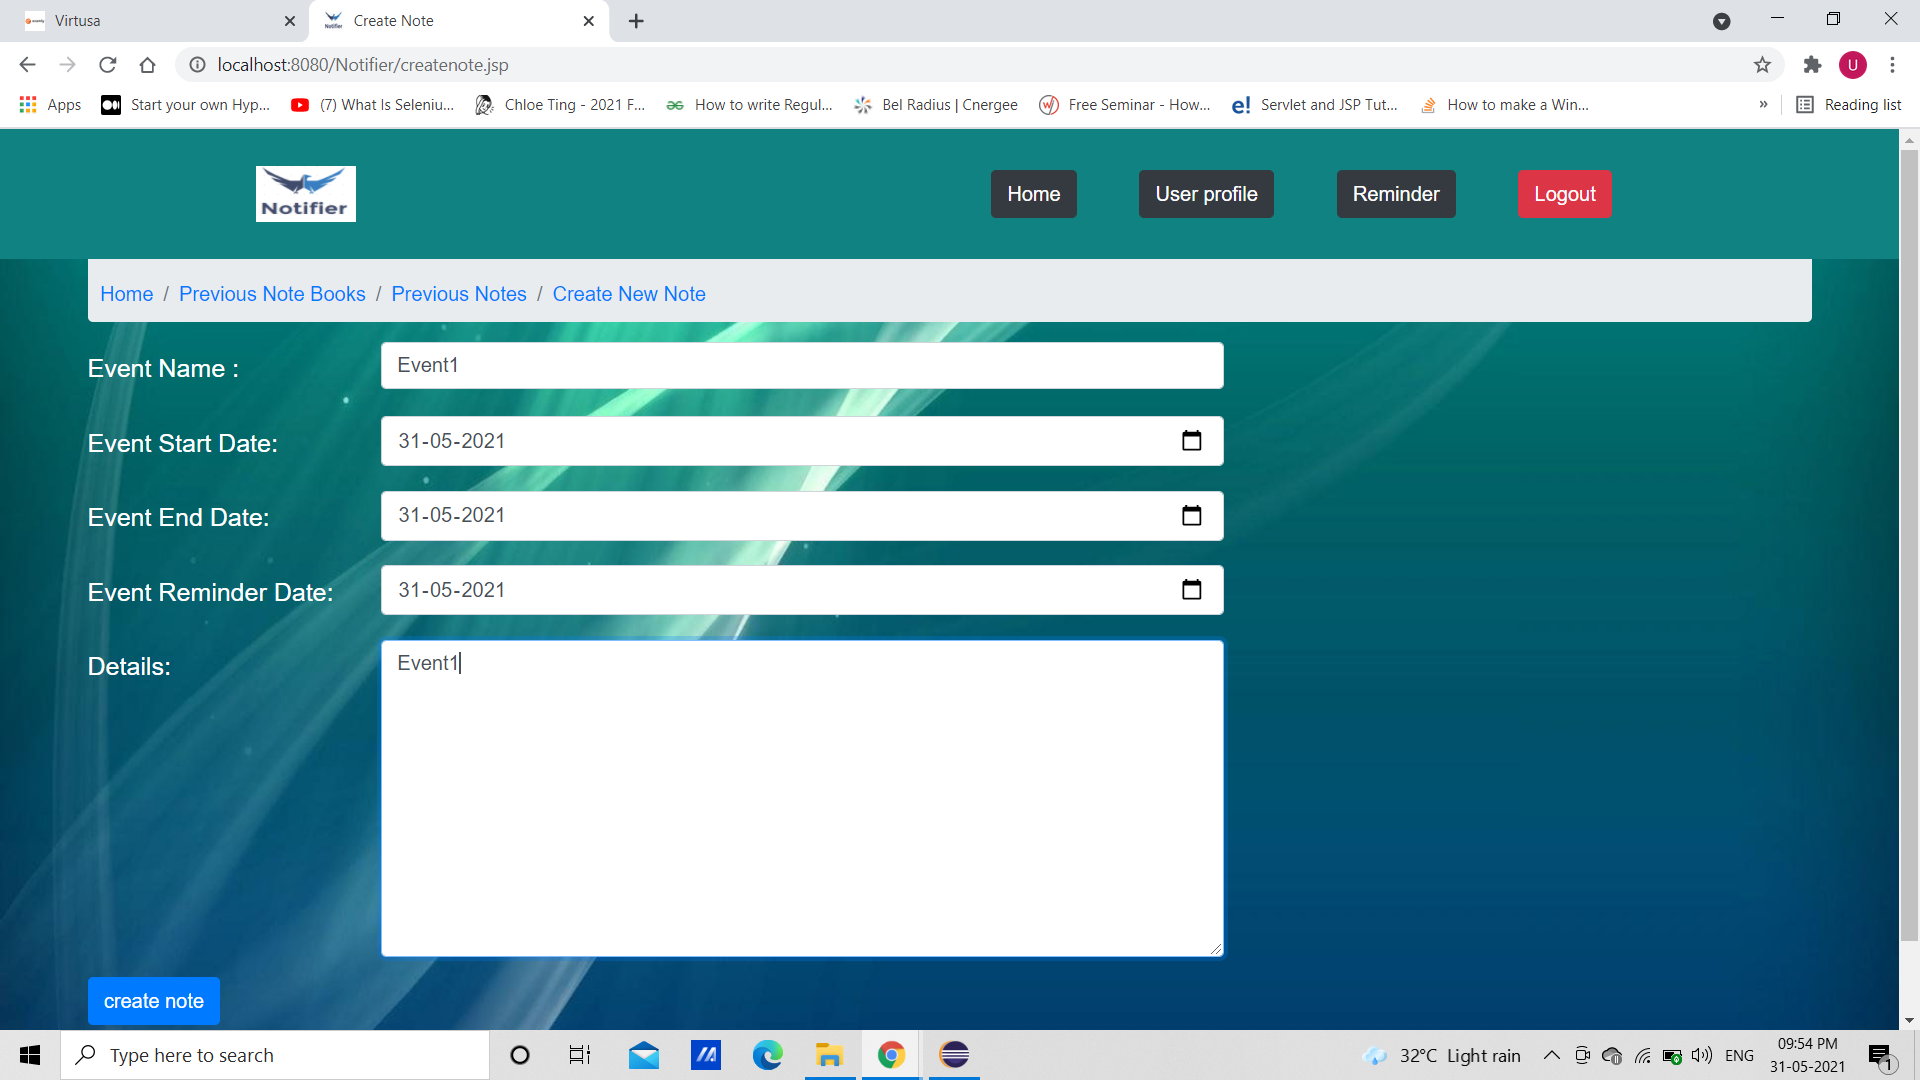 Virtusa
Create Note
localhost:8080/Notifier/createnote.jsp
U
Apps
Start your own Hyp...
(7) What Is Seleniu...
Chloe Ting - 2021 F...
How to write Regul...
Bel Radius | Cnergee
Free Seminar - How...
e!
Servlet and JSP Tut...
How to make a Win...
»
Reading list
Notifier
Home
User profile
Reminder
Logout
Home / Previous Note Books / Previous Notes / Create New Note
Event Name :
Event1
Event Start Date:
31-05-2021
Event End Date:
31-05-2021
Event Reminder Date:
31-05-2021
Details:
Event1
create note
Type here to search
32°C Light rain
ENG
09:54 PM
31-05-2021
1